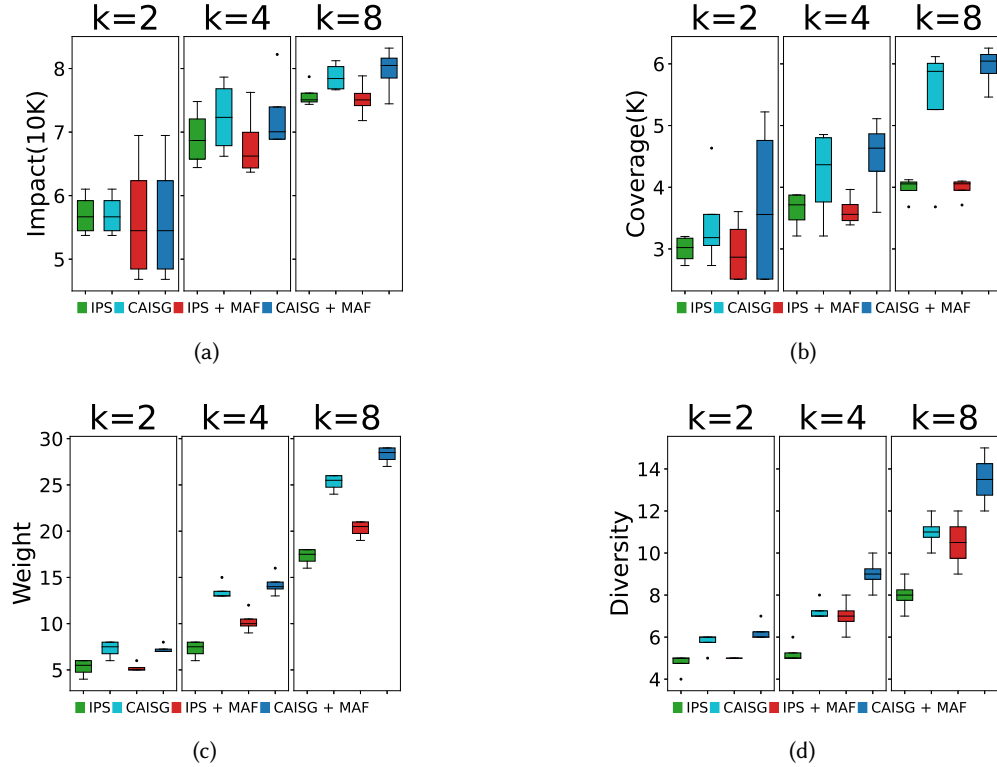 k=2 k=4 k=8
Impact(10K)
8
7
6
5
IPS CAISG IPS + MAF CAISG + MAF
(a)
k=2 k=4 k=8
Coverage(K)
6
5
4
3
IPS CAISG IPS + MAF CAISG + MAF
(b)
k=2 k=4 k=8
Weight
30
25
20
15
10
5
IPS CAISG IPS + MAF CAISG + MAF
(c)
k=2 k=4 k=8
Diversity
14
12
10
8
6
4
IPS CAISG IPS + MAF CAISG + MAF
(d)